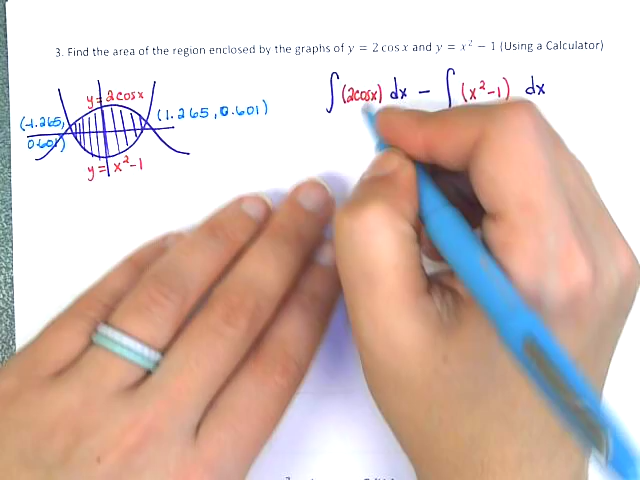 3. Find the area of the region enclosed by the graphs of y = 2 cos x and y = x² − 1 (Using a Calculator)
∫(2cosx) dx − ∫(x²-1) dx
y=2cosx
(-1.265, 0.601)
(1.265, 0.601)
y=x²-1